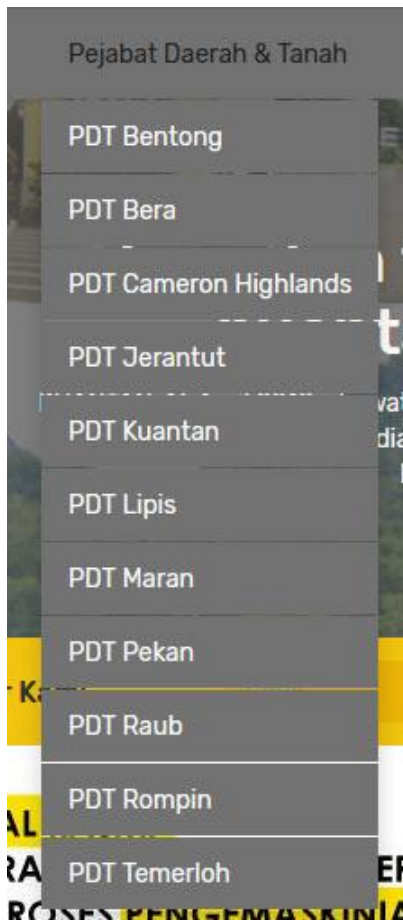 Pejabat Daerah & Tanah
PDT Bentong
PDT Bera
PDT Cameron Highlands
PDT Jerantut
PDT Kuantan
PDT Lipis
PDT Maran
PDT Pekan
PDT Raub
PDT Rompin
PDT Temerloh
PENGEMASKINIA